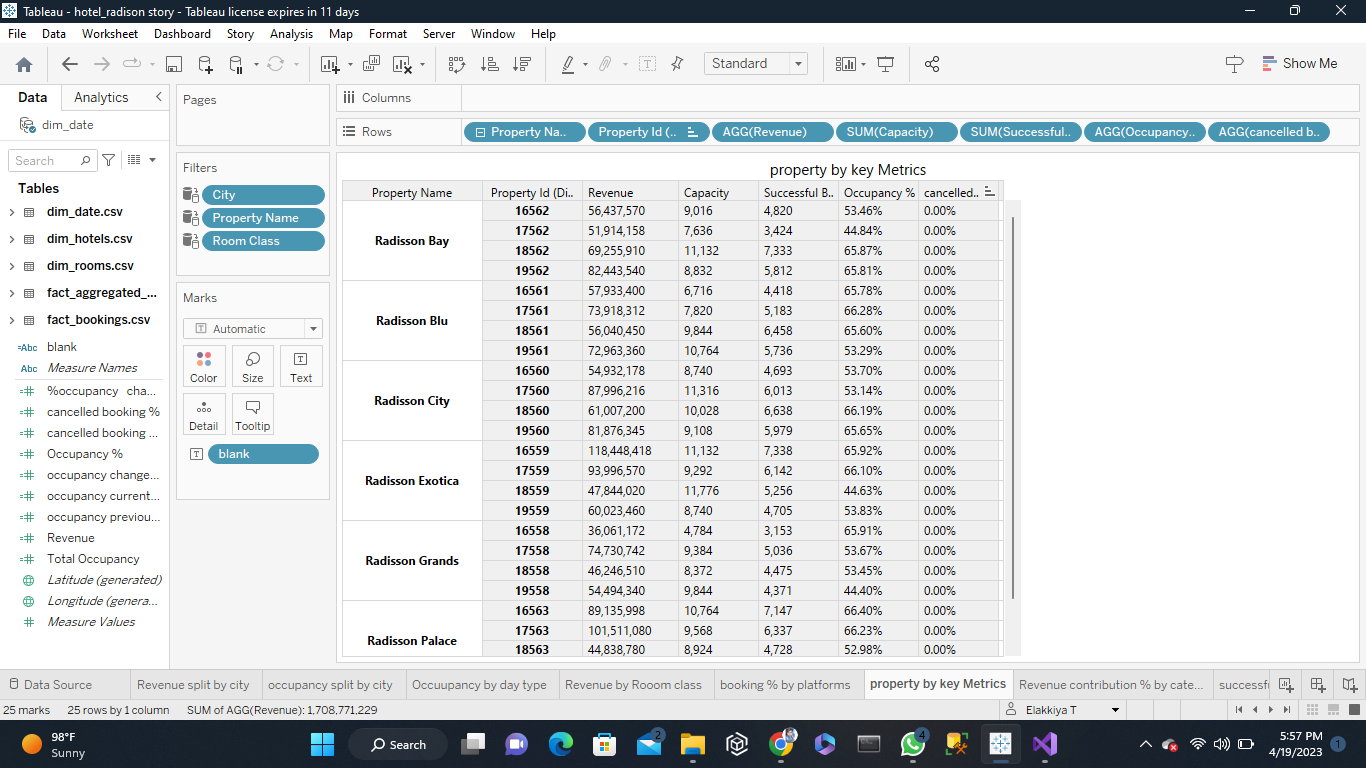 Tableau - hotel_radison story - Tableau license expires in 11 days
File Data Worksheet Dashboard Story Analysis Map Format Server Window Help
Standard
Show Me
Data Analytics
dim_date
Search
Tables
dim_date.csv
dim_hotels.csv
dim_rooms.csv
fact_aggregated_...
fact_bookings.csv
=Abc blank
Abc Measure Names
%occupancy cha...
cancelled booking %
cancelled booking ...
Occupancy %
occupancy change...
occupancy current...
occupancy previou...
Revenue
Total Occupancy
Latitude (generated)
Longitude (genera...
Measure Values
Pages
Filters
City
Property Name
Room Class
Marks
Automatic
Color Size Text
Detail Tooltip
blank
Columns
Rows Property Na.. Property Id (.. AGG(Revenue) SUM(Capacity) SUM(Successful.. AGG(Occupancy.. AGG(cancelled b..
property by key Metrics
Property Name Property Id (Di.. Revenue Capacity Successful B.. Occupancy % cancelled..
Radisson Bay
16562 56,437,570 9,016 4,820 53.46% 0.00%
17562 51,914,158 7,636 3,424 44.84% 0.00%
18562 69,255,910 11,132 7,333 65.87% 0.00%
19562 82,443,540 8,832 5,812 65.81% 0.00%
Radisson Blu
16561 57,933,400 6,716 4,418 65.78% 0.00%
17561 73,918,312 7,820 5,183 66.28% 0.00%
18561 56,040,450 9,844 6,458 65.60% 0.00%
19561 72,963,360 10,764 5,736 53.29% 0.00%
Radisson City
16560 54,932,178 8,740 4,693 53.70% 0.00%
17560 87,996,216 11,316 6,013 53.14% 0.00%
18560 61,007,200 10,028 6,638 66.19% 0.00%
19560 81,876,345 9,108 5,979 65.65% 0.00%
Radisson Exotica
16559 118,448,418 11,132 7,338 65.92% 0.00%
17559 93,996,570 9,292 6,142 66.10% 0.00%
18559 47,844,020 11,776 5,256 44.63% 0.00%
19559 60,023,460 8,740 4,705 53.83% 0.00%
Radisson Grands
16558 36,061,172 4,784 3,153 65.91% 0.00%
17558 74,730,742 9,384 5,036 53.67% 0.00%
18558 46,246,510 8,372 4,475 53.45% 0.00%
19558 54,494,340 9,844 4,371 44.40% 0.00%
Radisson Palace
16563 89,135,998 10,764 7,147 66.40% 0.00%
17563 101,511,080 9,568 6,337 66.23% 0.00%
18563 44,838,780 8,924 4,728 52.98% 0.00%
Data Source Revenue split by city occupancy split by city Occuupancy by day type Revenue by Rooom class booking % by platforms property by key Metrics Revenue contribution % by cate... successfu
25 marks 25 rows by 1 column SUM of AGG(Revenue): 1,708,771,229 Elakkiya T
98°F
Sunny
Search
2
4
5:57 PM
4/19/2023
1